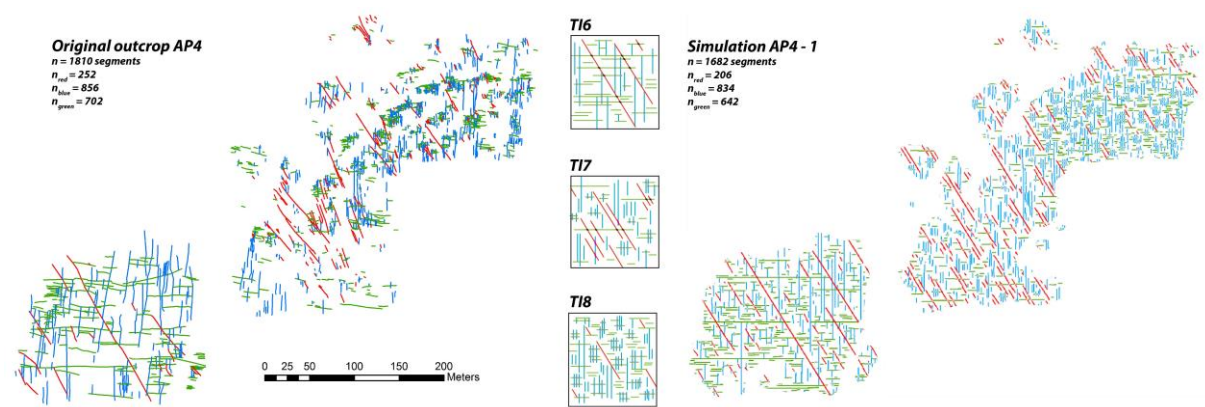 Original outcrop AP4
n = 1810 segments
nred = 252
nblue = 856
ngreen = 702
TI6
TI7
TI8
Simulation AP4 - 1
n = 1682 segments
nred = 206
nblue = 834
ngreen = 642
0 25 50 100 150 200
Meters